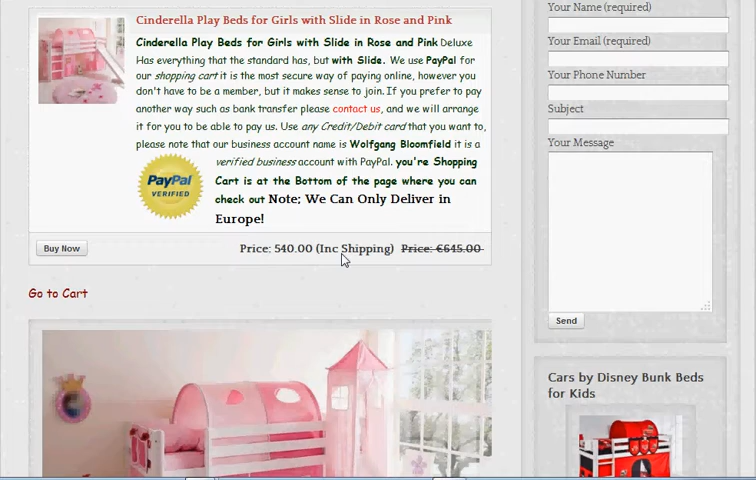 Cinderella Play Beds for Girls with Slide in Rose and Pink
Cinderella Play Beds for Girls with Slide in Rose and Pink Deluxe
Has everything that the standard has, but with Slide. We use PayPal for
our shopping cart it is the most secure way of paying online, however you
don't have to be a member, but it makes sense to join. If you prefer to pay
another way such as bank transfer please contact us, and we will arrange
it for you to be able to pay us. Use any Credit/Debit card that you want to,
please note that our business account name is Wolfgang Bloomfield it is a
verified business account with PayPal. you're Shopping
Cart is at the Bottom of the page where you can
check out Note; We Can Only Deliver in
Europe!
PayPal
VERIFIED
Buy Now
Price: 540.00 (Inc Shipping) Price: €645.00
Go to Cart
Your Name (required)
Your Email (required)
Your Phone Number
Subject
Your Message
Send
Cars by Disney Bunk Beds
for Kids